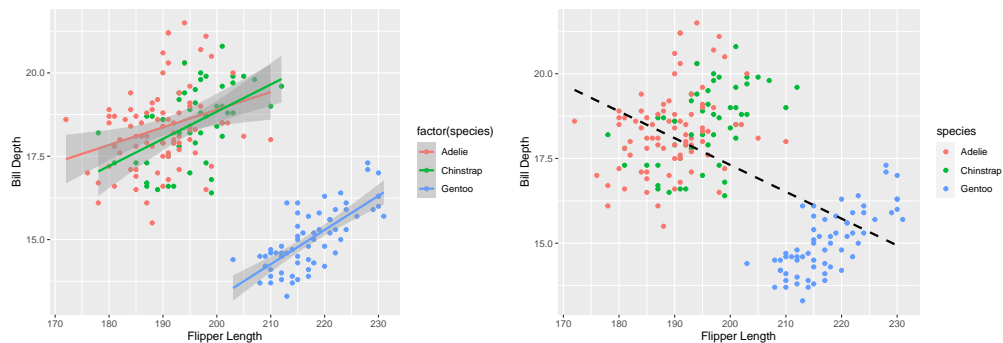 20.0
17.5
15.0
Bill Depth
170 180 190 200 210 220 230
Flipper Length
factor(species)
Adelie
Chinstrap
Gentoo
20.0
17.5
15.0
Bill Depth
170 180 190 200 210 220 230
Flipper Length
species
Adelie
Chinstrap
Gentoo